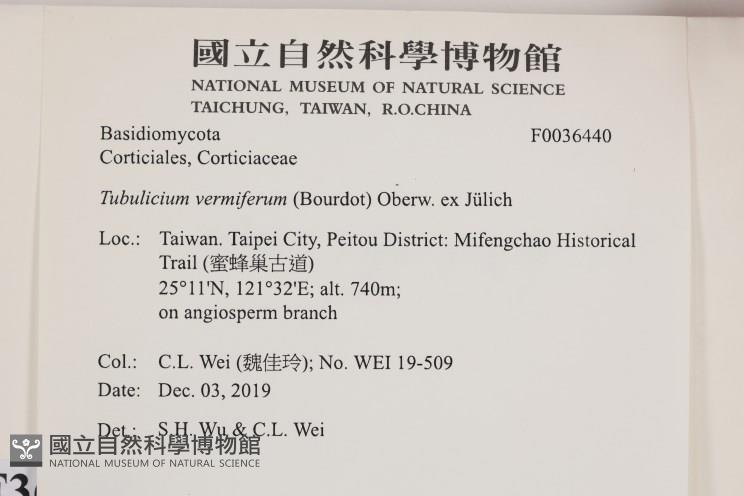 國立自然科學博物館
NATIONAL MUSEUM OF NATURAL SCIENCE
TAICHUNG, TAIWAN, R.O.CHINA
Basidiomycota F0036440
Corticiales, Corticiaceae
Tubulicium vermiferum (Bourdot) Oberw. ex Jülich
Loc.: Taiwan. Taipei City, Peitou District: Mifengchao Historical
Trail (蜜蜂巢古道)
25°11'N, 121°32'E; alt. 740m;
on angiosperm branch
Col.: C.L. Wei (魏佳玲); No. WEI 19-509
Date: Dec. 03, 2019
Det.: S.H. Wu & C.L. Wei
國立自然科學博物館
NATIONAL MUSEUM OF NATURAL SCIENCE